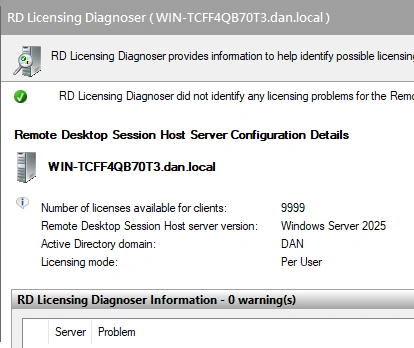 RD Licensing Diagnoser ( WIN-TCFF4QB70T3.dan.local )
RD Licensing Diagnoser provides information to help identify possible licensing
RD Licensing Diagnoser did not identify any licensing problems for the Remo
Remote Desktop Session Host Server Configuration Details
WIN-TCFF4QB70T3.dan.local
Number of licenses available for clients: 9999
Remote Desktop Session Host server version: Windows Server 2025
Active Directory domain: DAN
Licensing mode: Per User
RD Licensing Diagnoser Information - 0 warning(s)
Server Problem